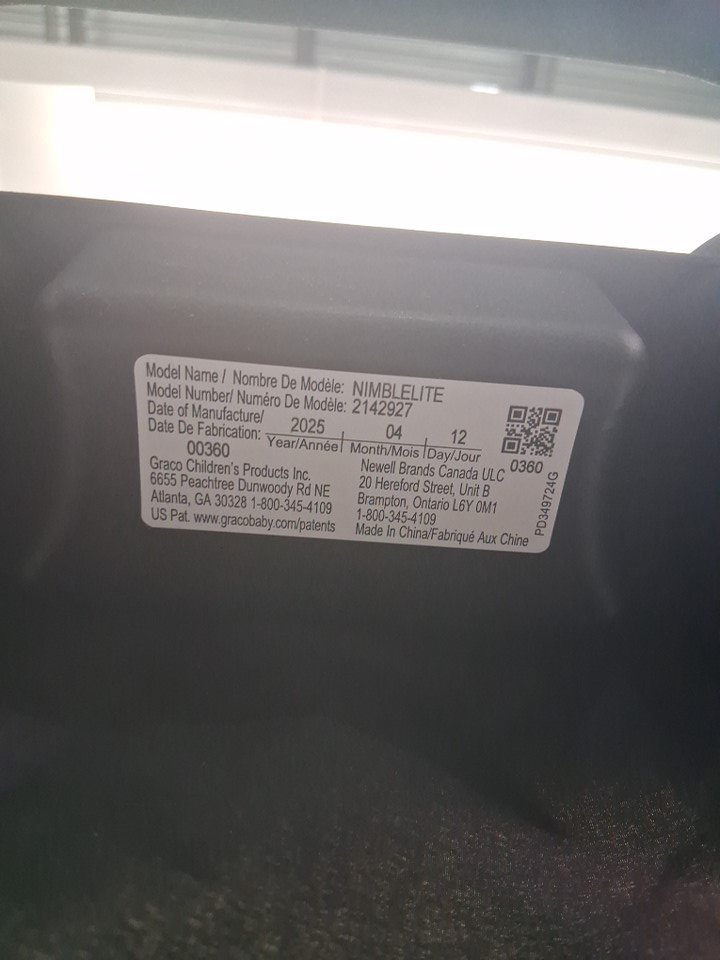 Model Name / Nombre De Modèle: NIMBLELITE
Model Number/ Numéro De Modèle: 2142927
Date of Manufacture/
Date De Fabrication: 2025 04 12
Year/Année Month/Mois Day/Jour
00360
Graco Children's Products Inc.
6655 Peachtree Dunwoody Rd NE
Atlanta, GA 30328 1-800-345-4109
US Pat. www.gracobaby.com/patents
Newell Brands Canada ULC
20 Hereford Street, Unit B
Brampton, Ontario L6Y 0M1
1-800-345-4109
Made In China/Fabriqué Aux Chine
0360
PD349724G